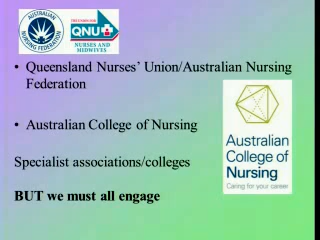 AUSTRALIAN
NURSING
FEDERATION
THE
QNU
NURSES AND
MIDWIVES
• Queensland Nurses' Union/Australian Nursing
Federation
• Australian College of Nursing
Specialist associations/colleges
BUT we must all engage
Australian
College of
Nursing
Caring for your career